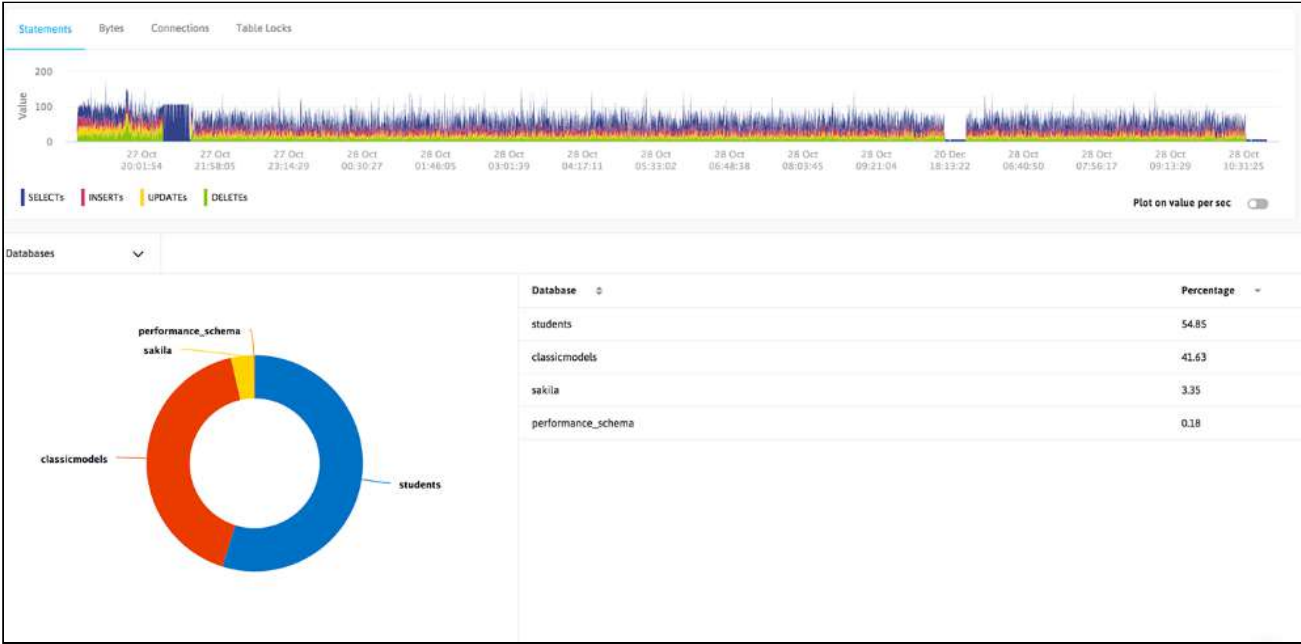 Statements Bytes Connections Table Locks
200
100
0
Value
27 Oct 27 Oct 27 Oct 28 Oct 28 Oct 28 Oct 28 Oct 28 Oct 28 Oct 28 Oct 28 Oct 20 Dec 28 Oct 28 Oct 28 Oct 28 Oct
20:01:54 21:58:05 23:14:29 00:30:27 01:46:05 03:01:39 04:17:11 05:33:02 06:48:38 08:03:45 09:21:04 18:13:22 06:40:50 07:56:17 09:13:29 10:31:25
SELECTs INSERTs UPDATEs DELETEs
Plot on value per sec
Databases
Database Percentage
students 54.85
classicmodels 41.63
sakila 3.35
performance_schema 0.18
performance_schema
sakila
classicmodels
students